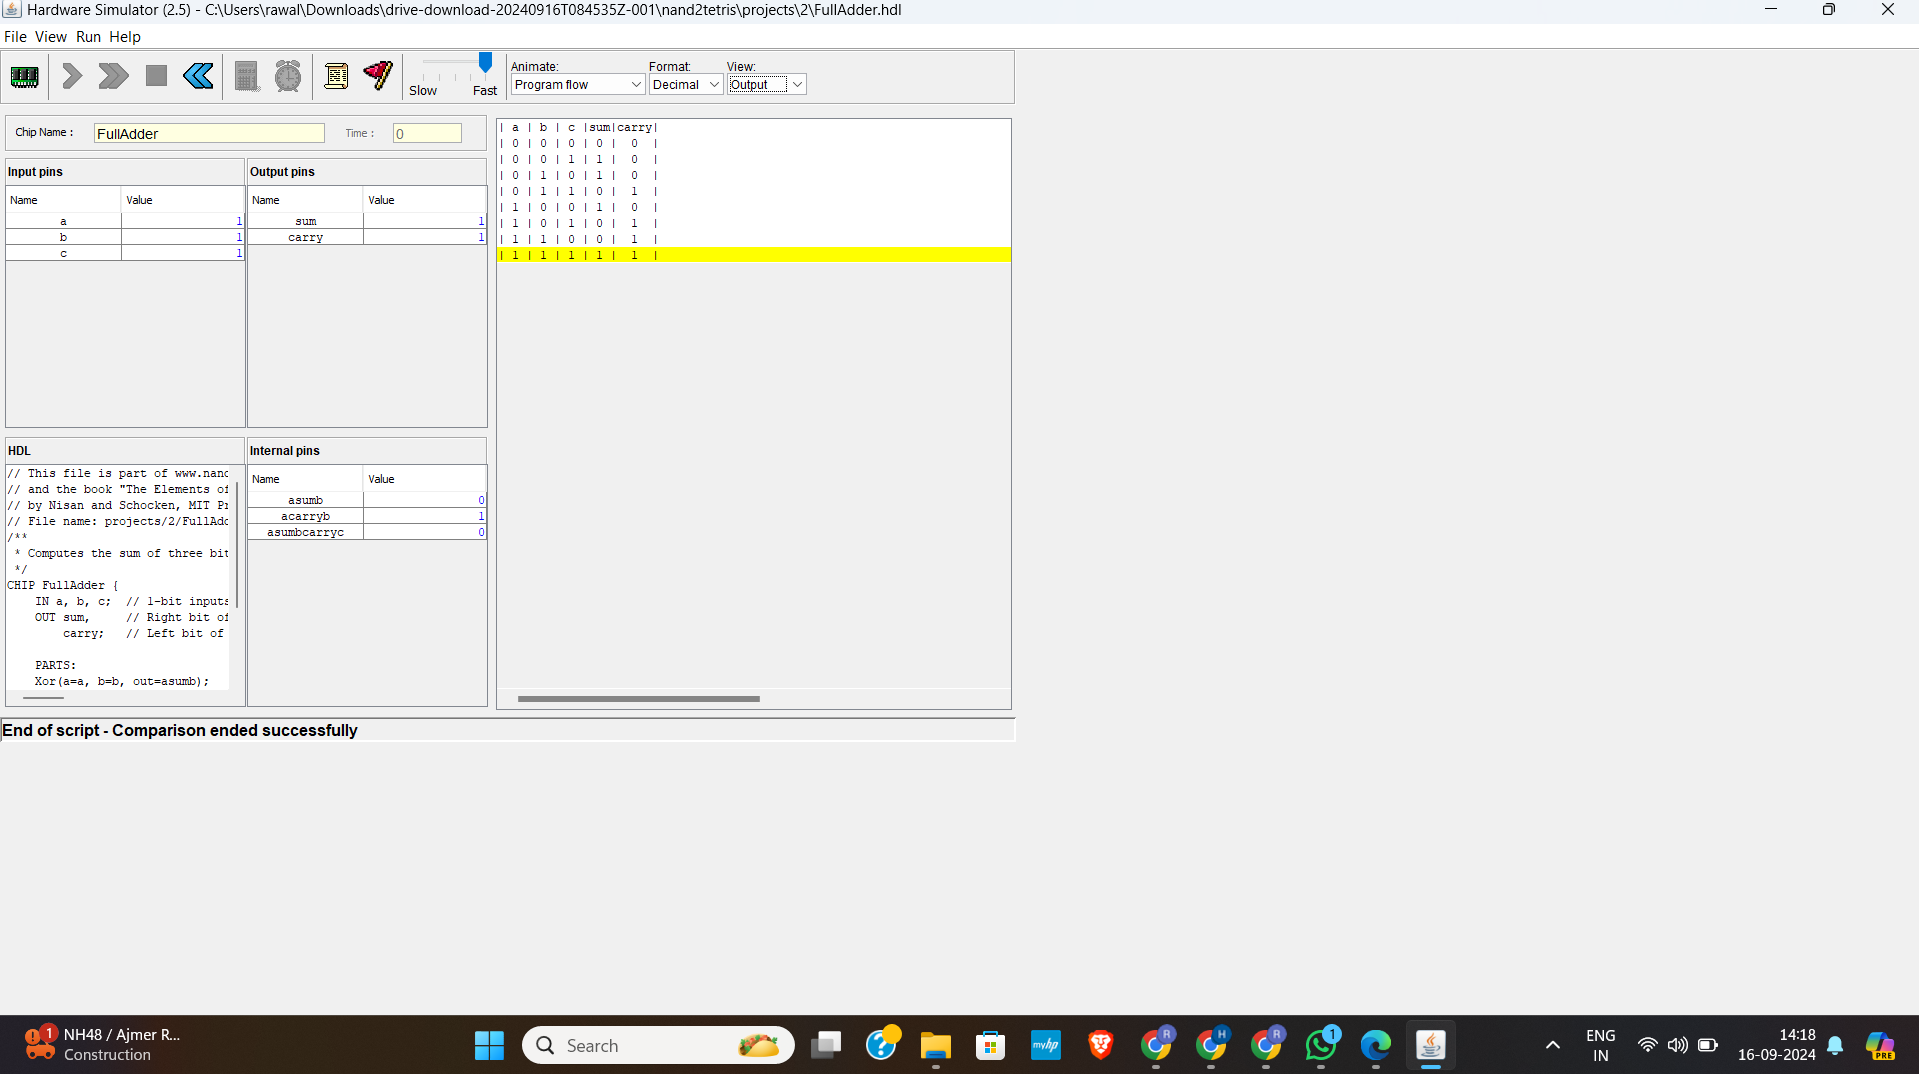 Hardware Simulator (2.5) - C:\Users\rawal\Downloads\drive-download-20240916T084535Z-001\nand2tetris\projects\2\FullAdder.hdl
File View Run Help
Slow Fast
Animate: Format: View:
Program flow Decimal Output
Chip Name : FullAdder Time : 0
Input pins
Name Value
a 1
b 1
c 1
Output pins
Name Value
sum 1
carry 1
| a | b | c |sum|carry|
| 0 | 0 | 0 | 0 | 0 |
| 0 | 0 | 1 | 1 | 0 |
| 0 | 1 | 0 | 1 | 0 |
| 0 | 1 | 1 | 0 | 1 |
| 1 | 0 | 0 | 1 | 0 |
| 1 | 0 | 1 | 0 | 1 |
| 1 | 1 | 0 | 0 | 1 |
| 1 | 1 | 1 | 1 | 1 |
HDL
// This file is part of www.nand
// and the book "The Elements of
// by Nisan and Schocken, MIT Pr
// File name: projects/2/FullAdd
/**
* Computes the sum of three bit
*/
CHIP FullAdder {
IN a, b, c; // 1-bit inputs
OUT sum, // Right bit of
carry; // Left bit of
PARTS:
Xor(a=a, b=b, out=asumb);
Internal pins
Name Value
asumb 0
acarryb 1
asumbcarryc 0
End of script - Comparison ended successfully
1
NH48 / Ajmer R...
Construction
Search
myhp
R
H
R
1
ENG
IN
14:18
16-09-2024
PRE